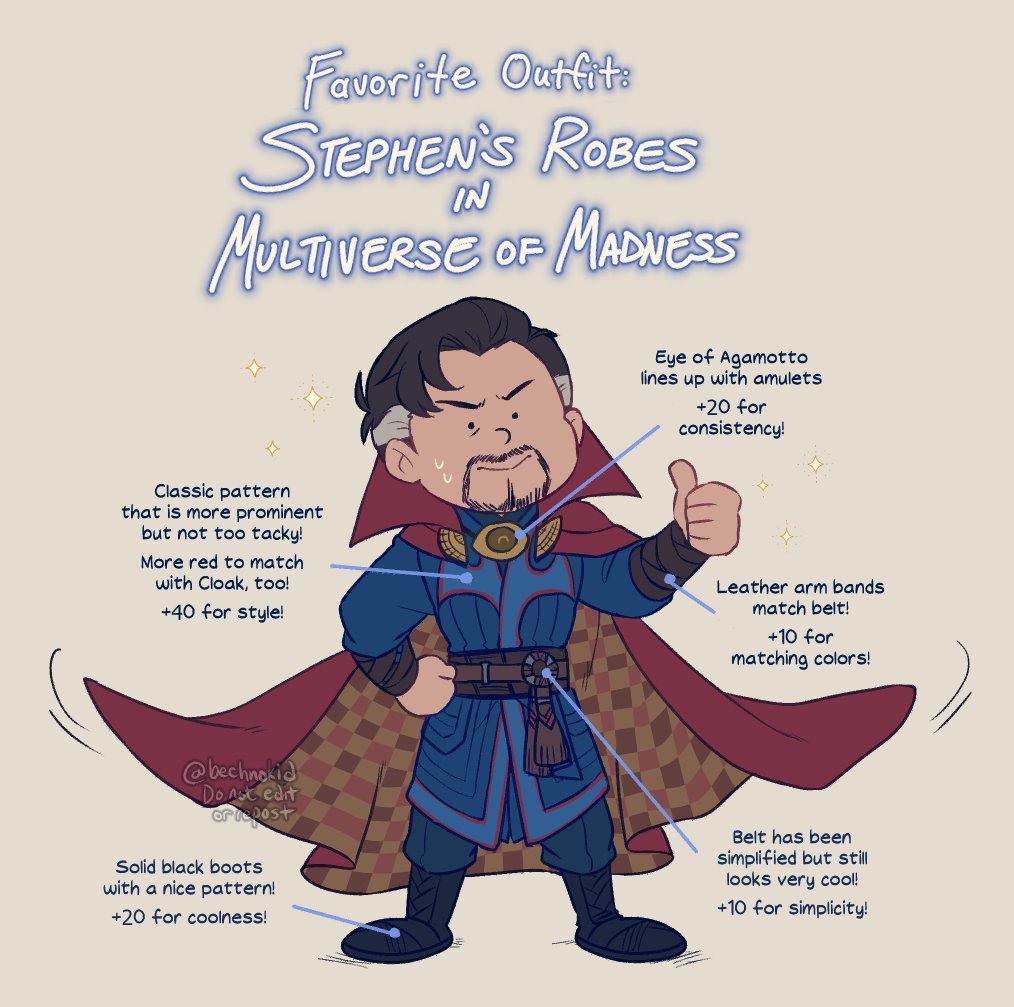 Favorite Outfit:
STEPHEN'S ROBES
IN
MULTIVERSE OF MADNESS
Eye of Agamotto
lines up with amulets
+20 for
consistency!
Classic pattern
that is more prominent
but not too tacky!
More red to match
with Cloak, too!
+40 for style!
Leather arm bands
match belt!
+10 for
matching colors!
@bechnokid
Do not edit
or repost
Belt has been
simplified but still
looks very cool!
+10 for simplicity!
Solid black boots
with a nice pattern!
+20 for coolness!